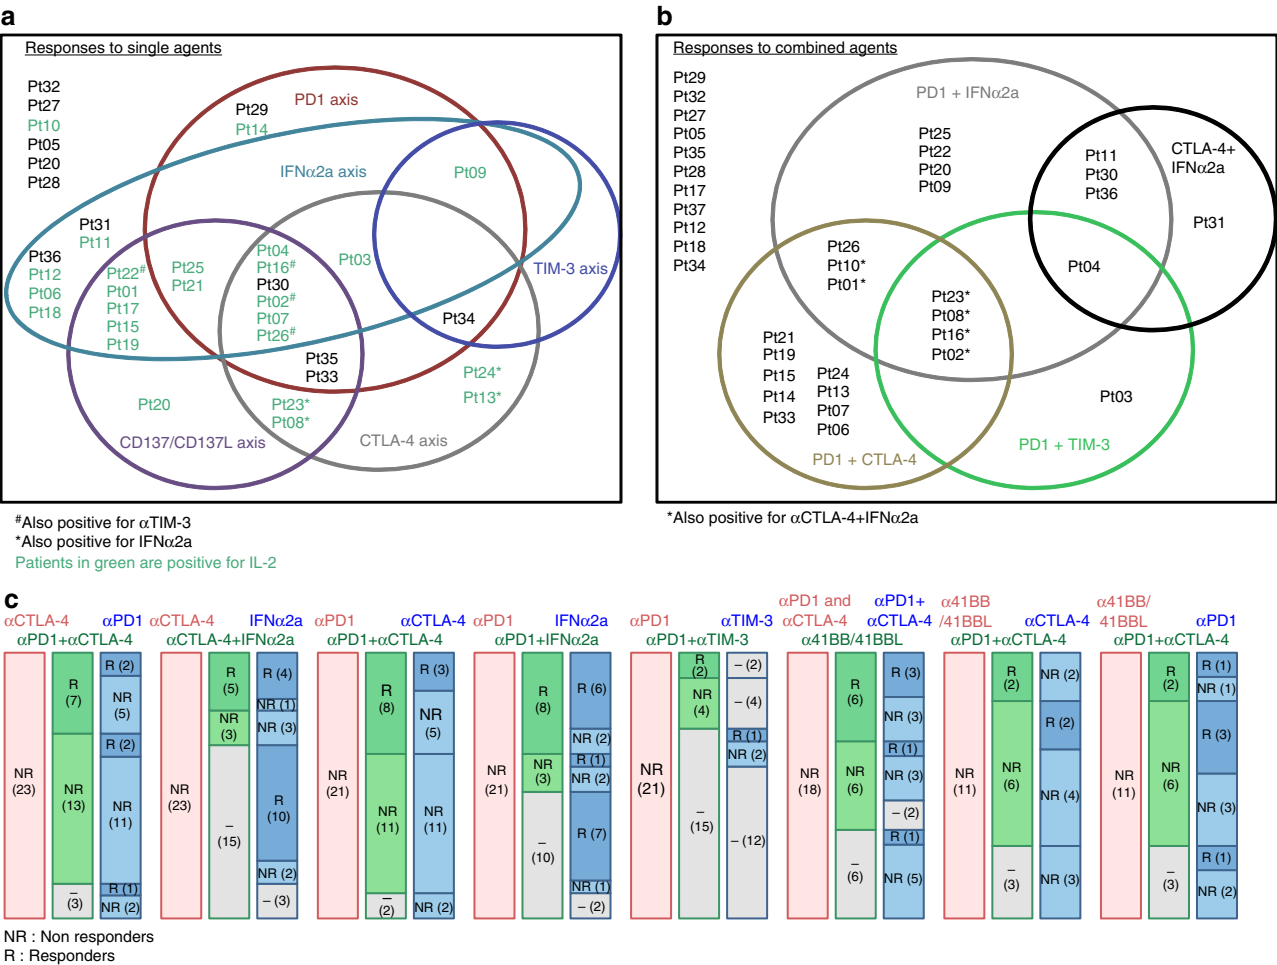 a
Responses to single agents
Pt32
Pt27
Pt10
Pt05
Pt20
Pt28
PD1 axis
Pt29
Pt14
IFNα2a axis
Pt09
TIM-3 axis
Pt31
Pt11
Pt36
Pt12
Pt06
Pt18
Pt22#
Pt01
Pt17
Pt15
Pt19
Pt25
Pt21
Pt04
Pt16#
Pt30
Pt02#
Pt07
Pt26#
Pt03
Pt34
Pt35
Pt33
Pt24*
Pt13*
Pt20
Pt23*
Pt08*
CD137/CD137L axis
CTLA-4 axis
#Also positive for αTIM-3
*Also positive for IFNα2a
Patients in green are positive for IL-2
b
Responses to combined agents
Pt29
Pt32
Pt27
Pt05
Pt35
Pt28
Pt17
Pt37
Pt12
Pt18
Pt34
PD1 + IFNα2a
Pt25
Pt22
Pt20
Pt09
Pt11
Pt30
Pt36
CTLA-4+
IFNα2a
Pt31
Pt04
Pt26
Pt10*
Pt01*
Pt23*
Pt08*
Pt16*
Pt02*
Pt21
Pt19
Pt15
Pt14
Pt33
Pt24
Pt13
Pt07
Pt06
Pt03
PD1 + CTLA-4
PD1 + TIM-3
*Also positive for αCTLA-4+IFNα2a
c
αCTLA-4 αPD1
αPD1+αCTLA-4
NR
(23)
R
(7)
NR
(13)
–
(3)
R (2)
NR
(5)
R (2)
NR
(11)
R (1)
NR (2)
αCTLA-4 IFNα2a
αCTLA-4+IFNα2a
NR
(23)
R
(5)
NR
(3)
–
(15)
R (4)
NR (1)
NR (3)
R
(10)
NR (2)
– (3)
αPD1 αCTLA-4
αPD1+αCTLA-4
NR
(21)
R
(8)
NR
(11)
–
(2)
R (3)
NR
(5)
NR
(11)
NR (2)
αPD1 IFNα2a
αPD1+IFNα2a
NR
(21)
R
(8)
NR
(3)
–
(10)
R (6)
NR (2)
R (1)
NR (2)
R (7)
NR (1)
– (2)
αPD1 αTIM-3
αPD1+αTIM-3
NR
(21)
R
(2)
NR
(4)
–
(15)
– (2)
– (4)
R (1)
NR (2)
– (12)
αPD1 and αPD1+
αCTLA-4 αCTLA-4
α41BB/41BBL
NR
(18)
R
(6)
NR
(6)
–
(6)
R (3)
NR (3)
R (1)
NR (3)
– (2)
R (1)
NR (5)
α41BB
/41BBL αCTLA-4
αPD1+αCTLA-4
NR
(11)
R
(2)
NR
(6)
–
(3)
NR (2)
R (2)
NR (4)
NR (3)
α41BB/
41BBL αPD1
αPD1+αCTLA-4
NR
(11)
R
(2)
NR
(6)
–
(3)
R (1)
NR (1)
R (3)
NR (3)
R (1)
NR (2)
NR : Non responders
R : Responders